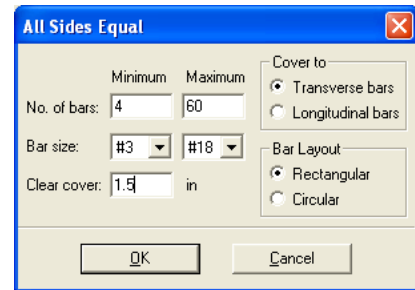 All Sides Equal
Minimum Maximum
No. of bars: 4 60
Bar size: #3 #18
Clear cover: 1.5 in
Cover to
Transverse bars
Longitudinal bars
Bar Layout
Rectangular
Circular
OK Cancel